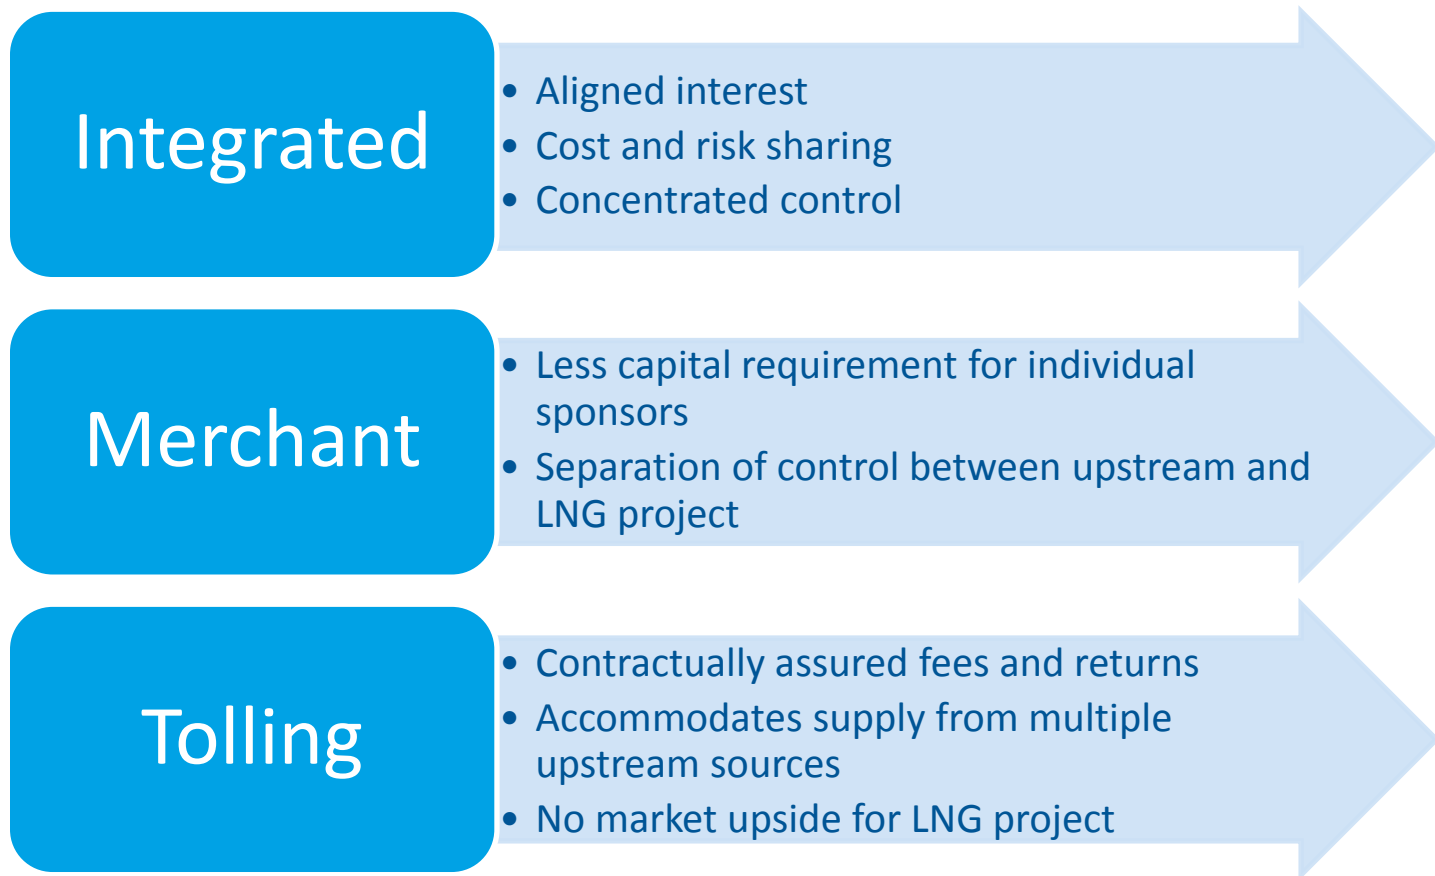 Integrated
• Aligned interest
• Cost and risk sharing
• Concentrated control
Merchant
• Less capital requirement for individual
sponsors
• Separation of control between upstream and
LNG project
Tolling
• Contractually assured fees and returns
• Accommodates supply from multiple
upstream sources
• No market upside for LNG project